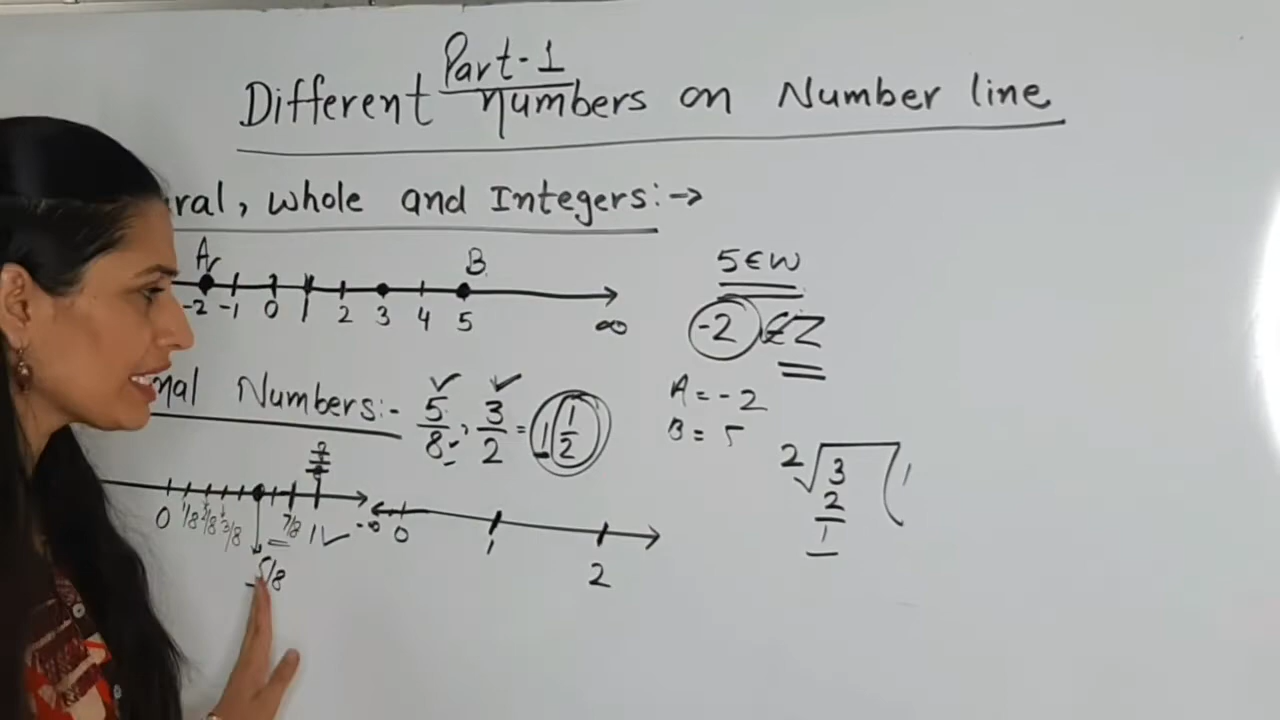 Part-1
Different numbers on Number line
ral, whole and Integers:→
A B
-2 -1 0 1 2 3 4 5 ∞
5 ∈ W
-2 ∈ Z
A = -2
B = 5
nal Numbers:- 5/8, 3/2 = 1 1/2
0 1/8 2/8 3/8 7/8 1
5/8
-∞ 0 1 2
2√3 ( 1
2
1